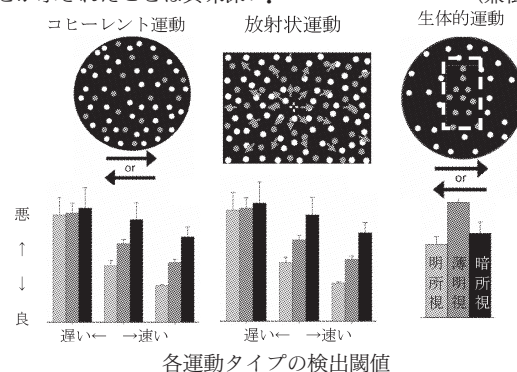 コヒーレント運動
放射状運動
生体的運動
or
or
悪
↑
↓
良
明所視
薄明視
暗所視
遅い← →速い
遅い← →速い
各運動タイプの検出閾値